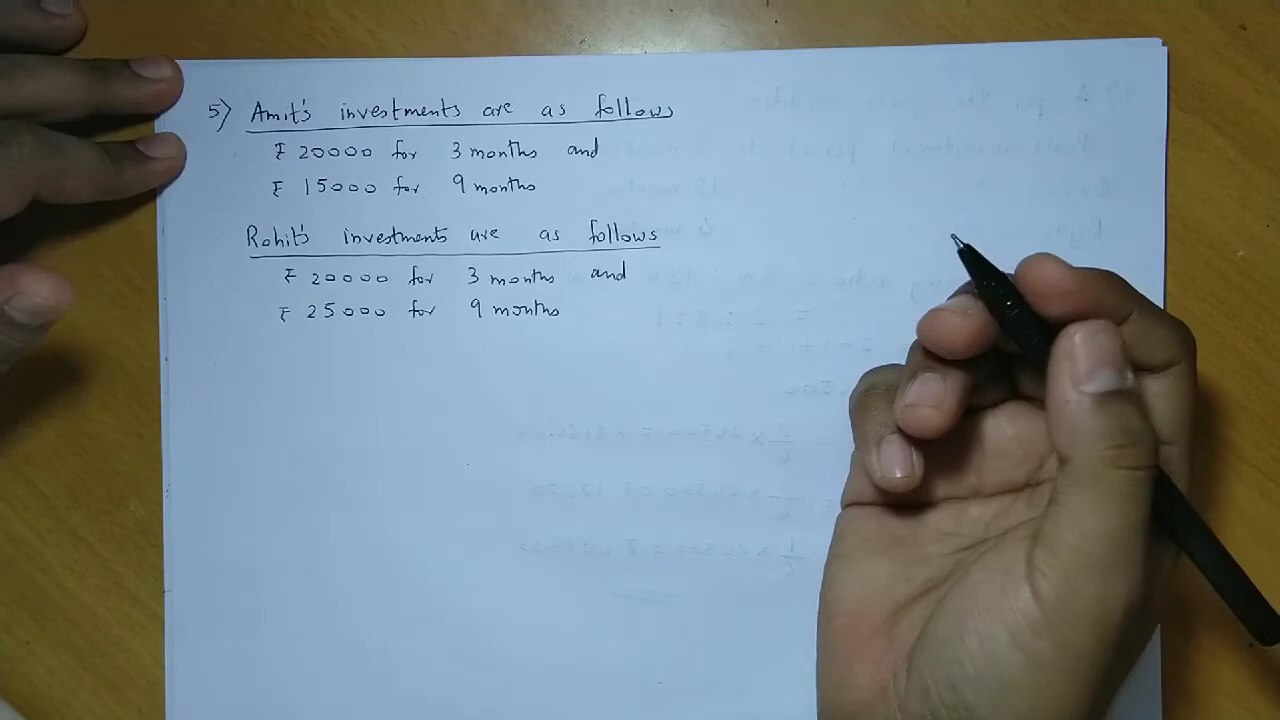 5) Amit's investments are as follows
₹ 20000 for 3 months and
₹ 15000 for 9 months
Rohit's investments are as follows
₹ 20000 for 3 months and
₹ 25000 for 9 months